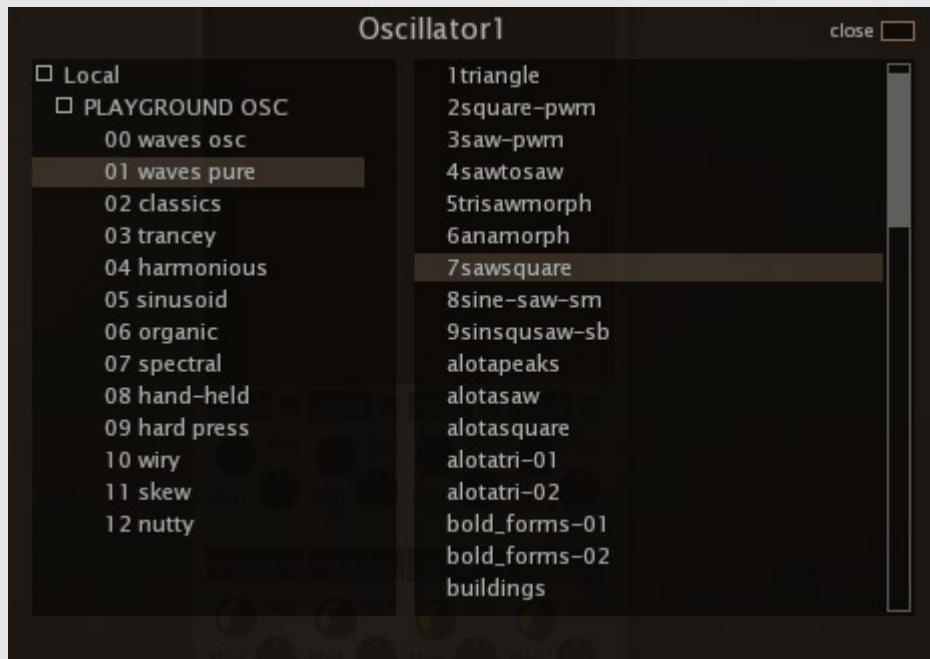 Oscillator1
close
Local
PLAYGROUND OSC
00 waves osc
01 waves pure
02 classics
03 trancey
04 harmonious
05 sinusoid
06 organic
07 spectral
08 hand-held
09 hard press
10 wiry
11 skew
12 nutty
1triangle
2square-pwm
3saw-pwm
4sawtosaw
5trisawmorph
6anamorph
7sawsquare
8sine-saw-sm
9sinsqusaw-sb
alotapeaks
alotasaw
alotasquare
alotatri-01
alotatri-02
bold_forms-01
bold_forms-02
buildings